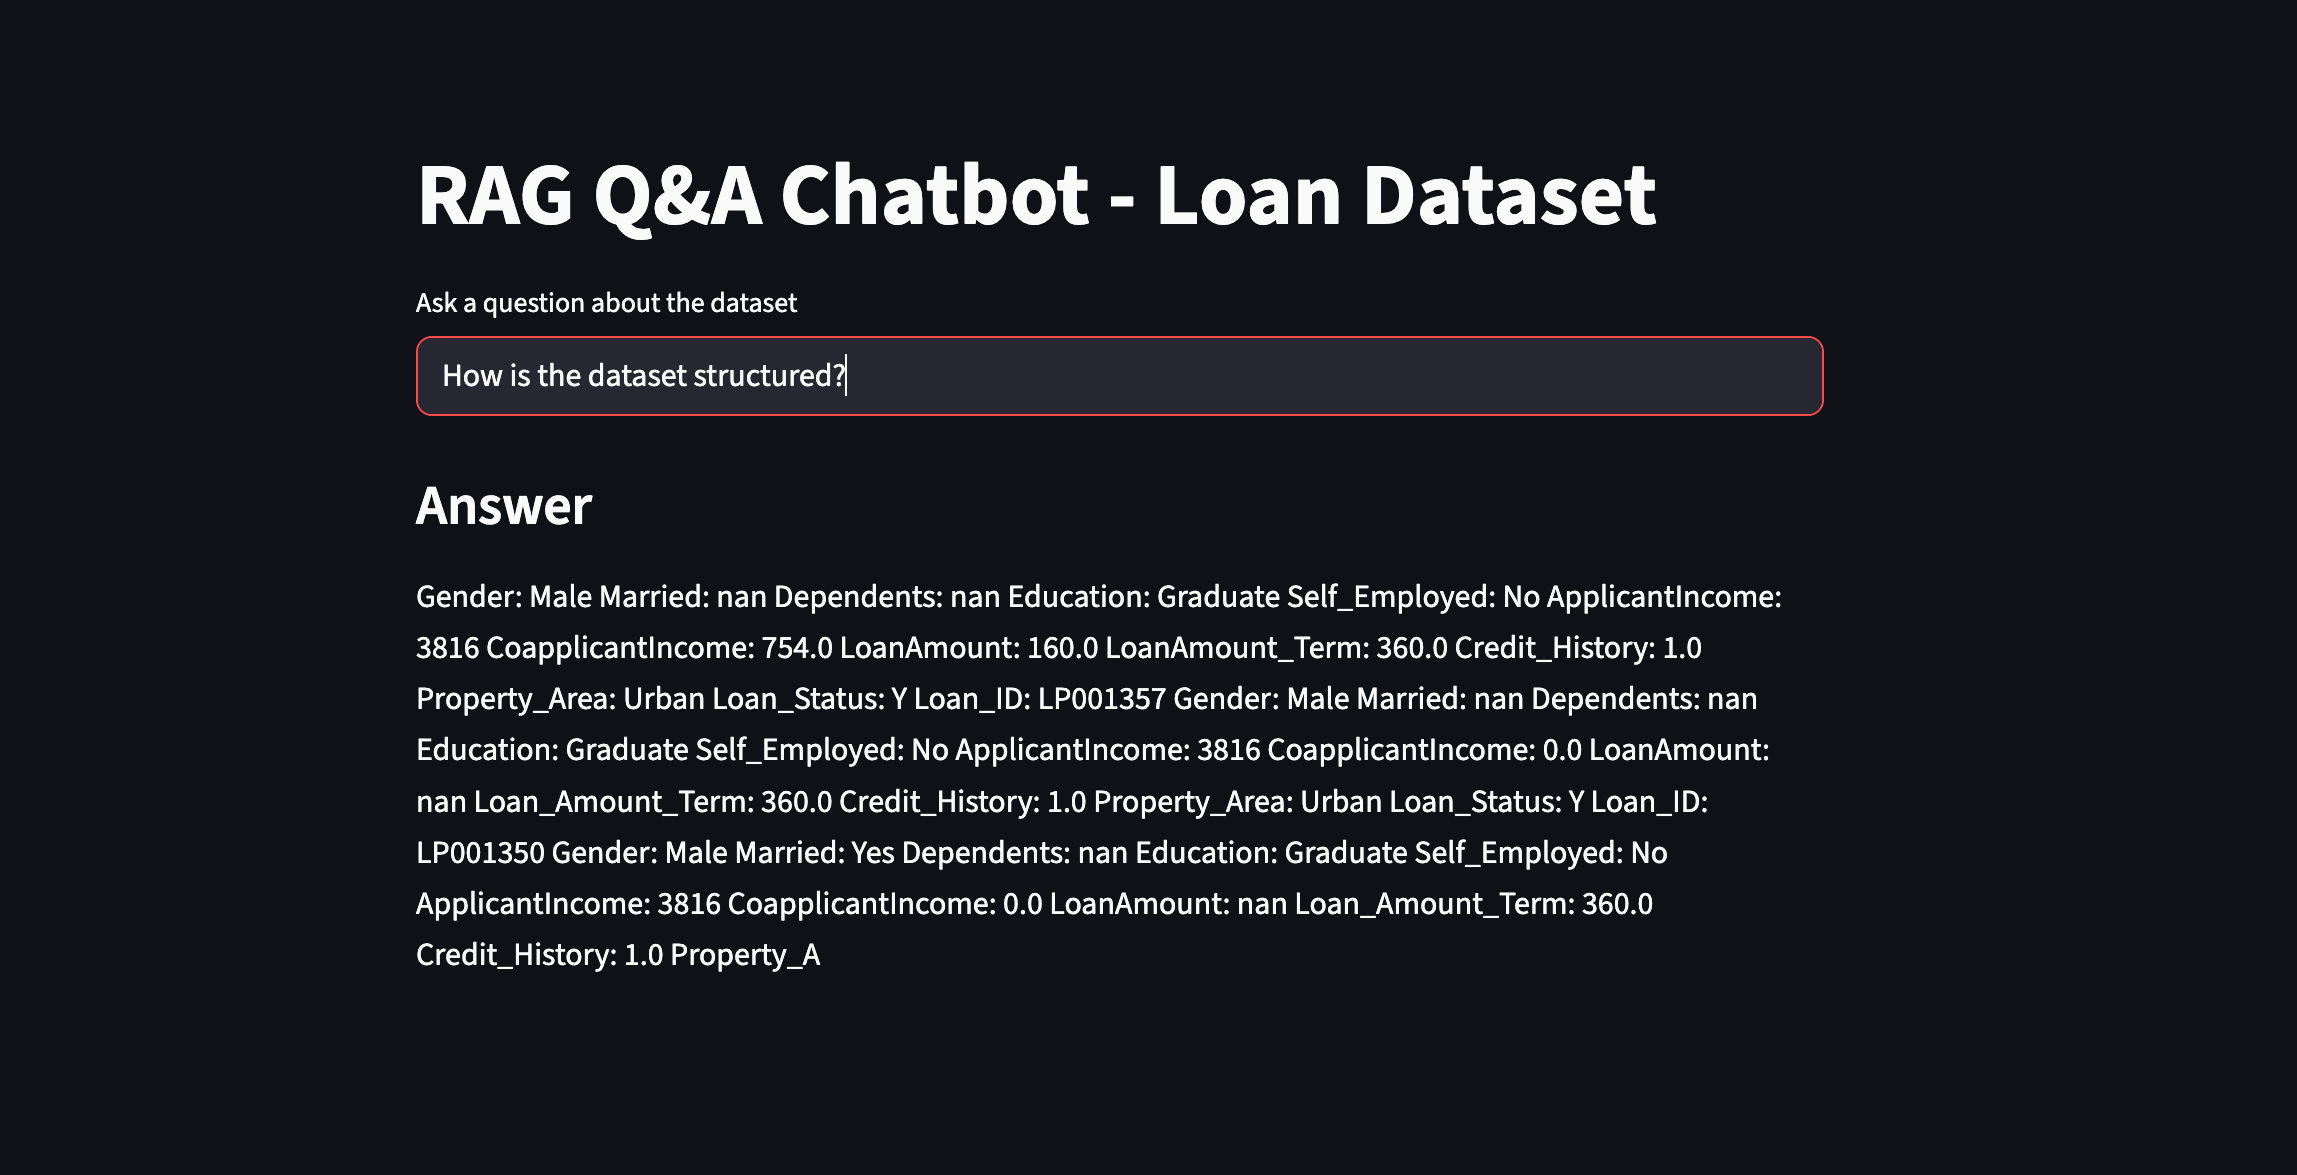 RAG Q&A Chatbot - Loan Dataset
Ask a question about the dataset
How is the dataset structured?
Answer
Gender: Male Married: nan Dependents: nan Education: Graduate Self_Employed: No ApplicantIncome:
3816 CoapplicantIncome: 754.0 LoanAmount: 160.0 LoanAmount_Term: 360.0 Credit_History: 1.0
Property_Area: Urban Loan_Status: Y Loan_ID: LP001357 Gender: Male Married: nan Dependents: nan
Education: Graduate Self_Employed: No ApplicantIncome: 3816 CoapplicantIncome: 0.0 LoanAmount:
nan Loan_Amount_Term: 360.0 Credit_History: 1.0 Property_Area: Urban Loan_Status: Y Loan_ID:
LP001350 Gender: Male Married: Yes Dependents: nan Education: Graduate Self_Employed: No
ApplicantIncome: 3816 CoapplicantIncome: 0.0 LoanAmount: nan Loan_Amount_Term: 360.0
Credit_History: 1.0 Property_A